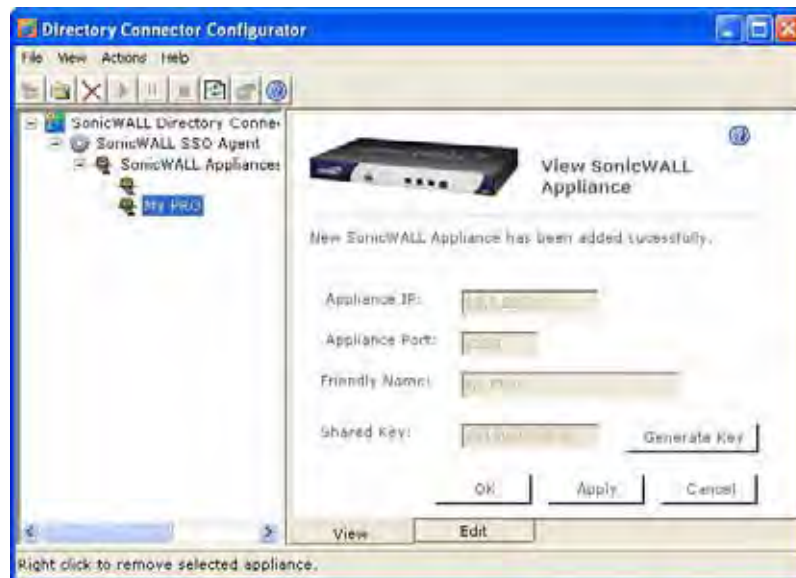 Directory Connector Configurator
File View Actions Help
SonicWALL Directory Conne
SonicWALL SSO Agent
SonicWALL Appliances
My PRO
View SonicWALL
Appliance
New SonicWALL Appliance has been added sucessfully.
Appliance IP:
Appliance Port:
Friendly Name:
Shared Key:
Generate Key
OK Apply Cancel
View Edit
Right click to remove selected appliance.